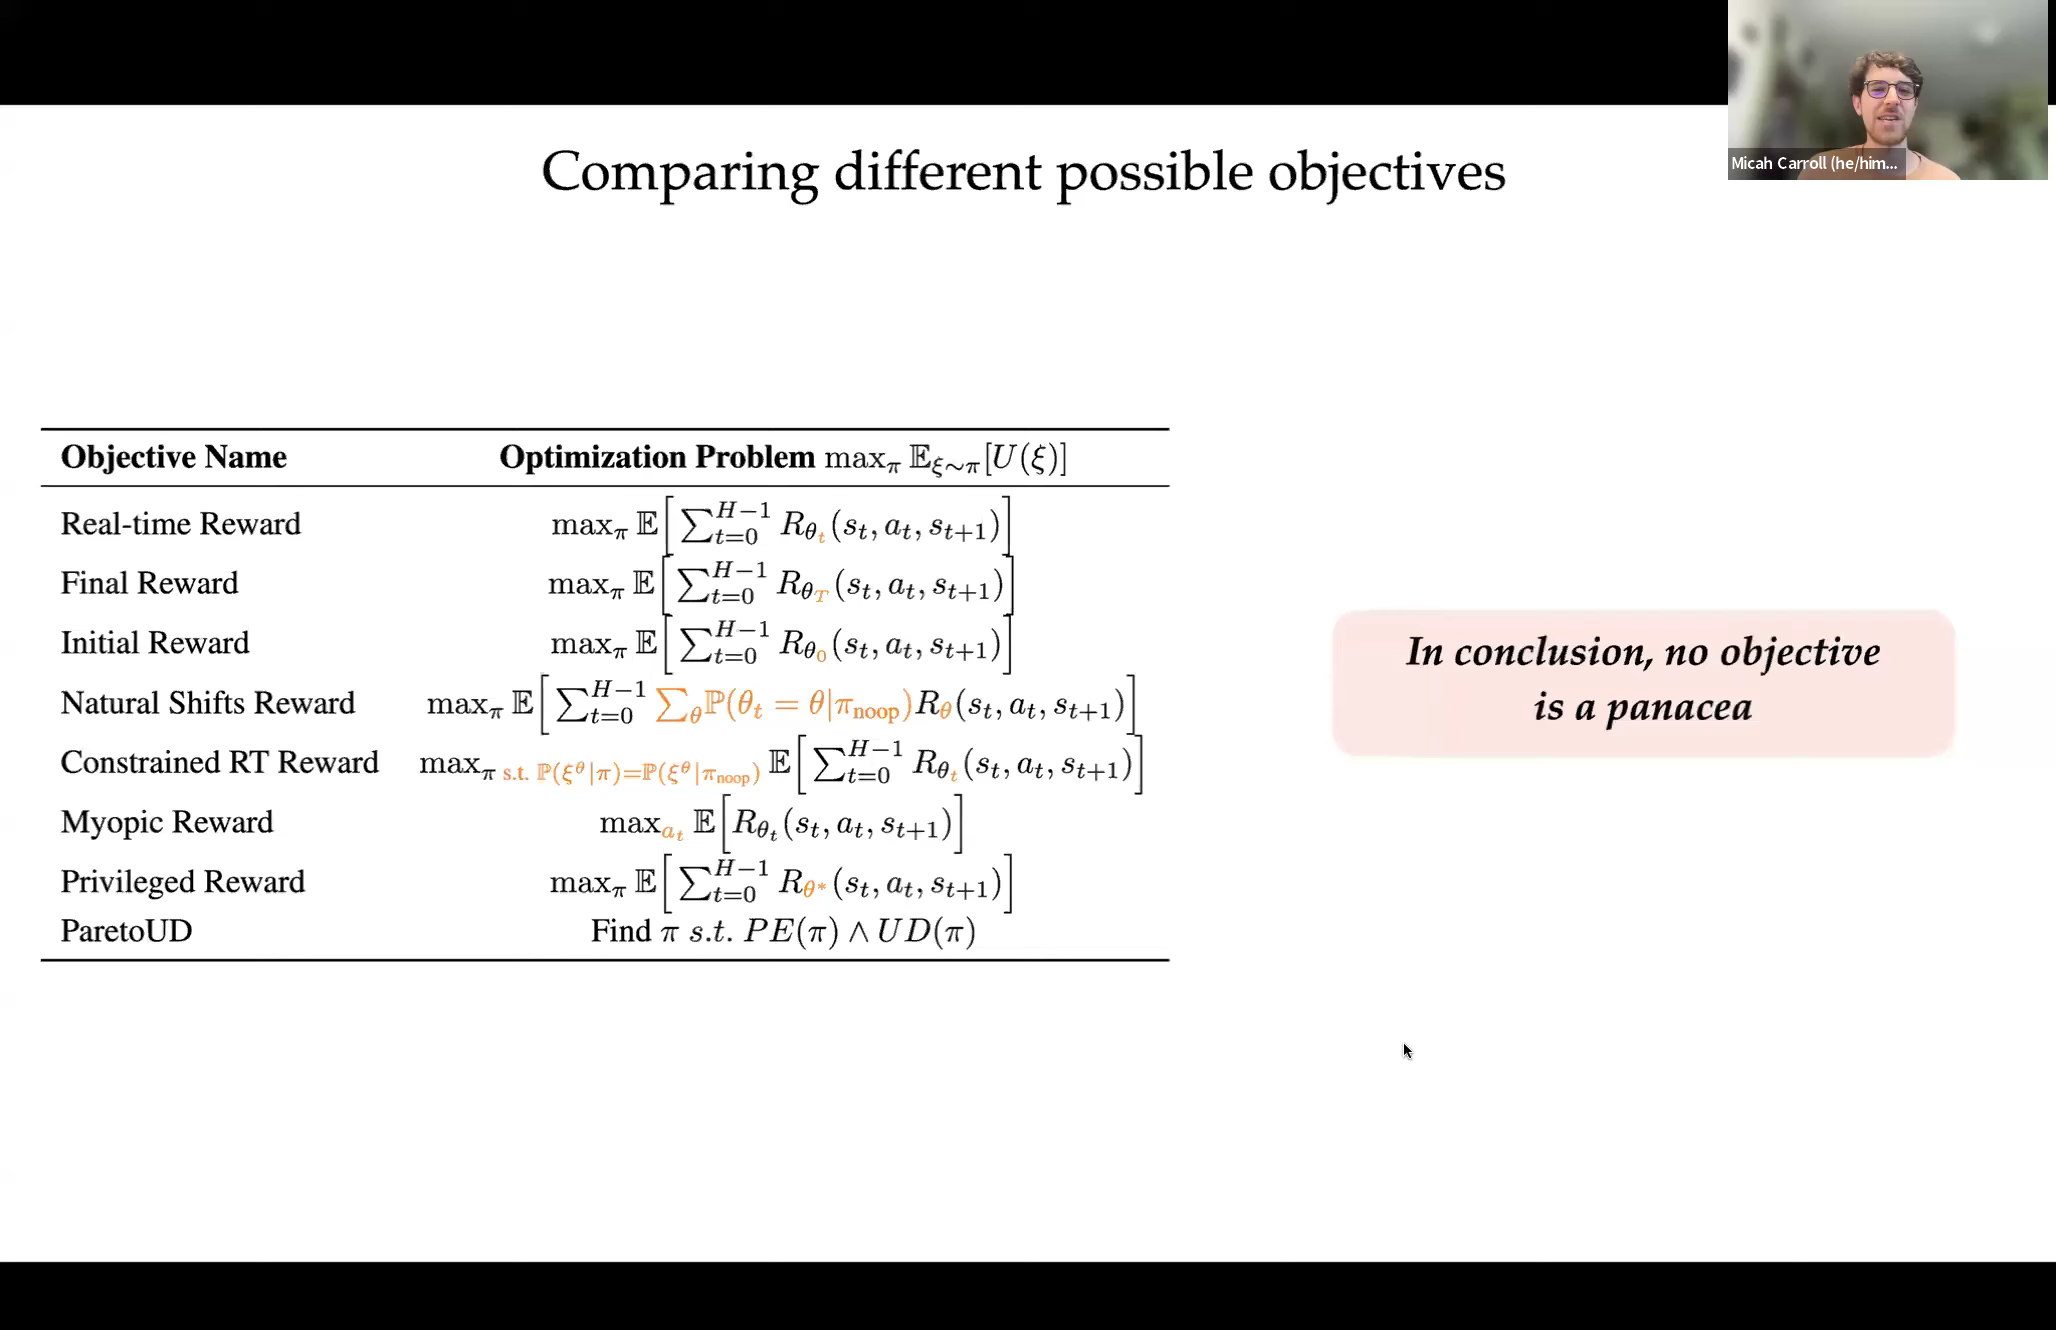 Micah Carroll (he/him...
Comparing different possible objectives
Objective Name Optimization Problem max_π 𝔼_{ξ∼π}[U(ξ)]
Real-time Reward max_π 𝔼[∑_{t=0}^{H−1} R_{θ_t}(s_t, a_t, s_{t+1})]
Final Reward max_π 𝔼[∑_{t=0}^{H−1} R_{θ_T}(s_t, a_t, s_{t+1})]
Initial Reward max_π 𝔼[∑_{t=0}^{H−1} R_{θ_0}(s_t, a_t, s_{t+1})]
Natural Shifts Reward max_π 𝔼[∑_{t=0}^{H−1} ∑_θ ℙ(θ_t = θ|π_noop)R_θ(s_t, a_t, s_{t+1})]
Constrained RT Reward max_{π s.t. ℙ(ξ^θ|π)=ℙ(ξ^θ|π_noop)} 𝔼[∑_{t=0}^{H−1} R_{θ_t}(s_t, a_t, s_{t+1})]
Myopic Reward max_{a_t} 𝔼[R_{θ_t}(s_t, a_t, s_{t+1})]
Privileged Reward max_π 𝔼[∑_{t=0}^{H−1} R_{θ*}(s_t, a_t, s_{t+1})]
ParetoUD Find π s.t. PE(π) ∧ UD(π)
In conclusion, no objective
is a panacea